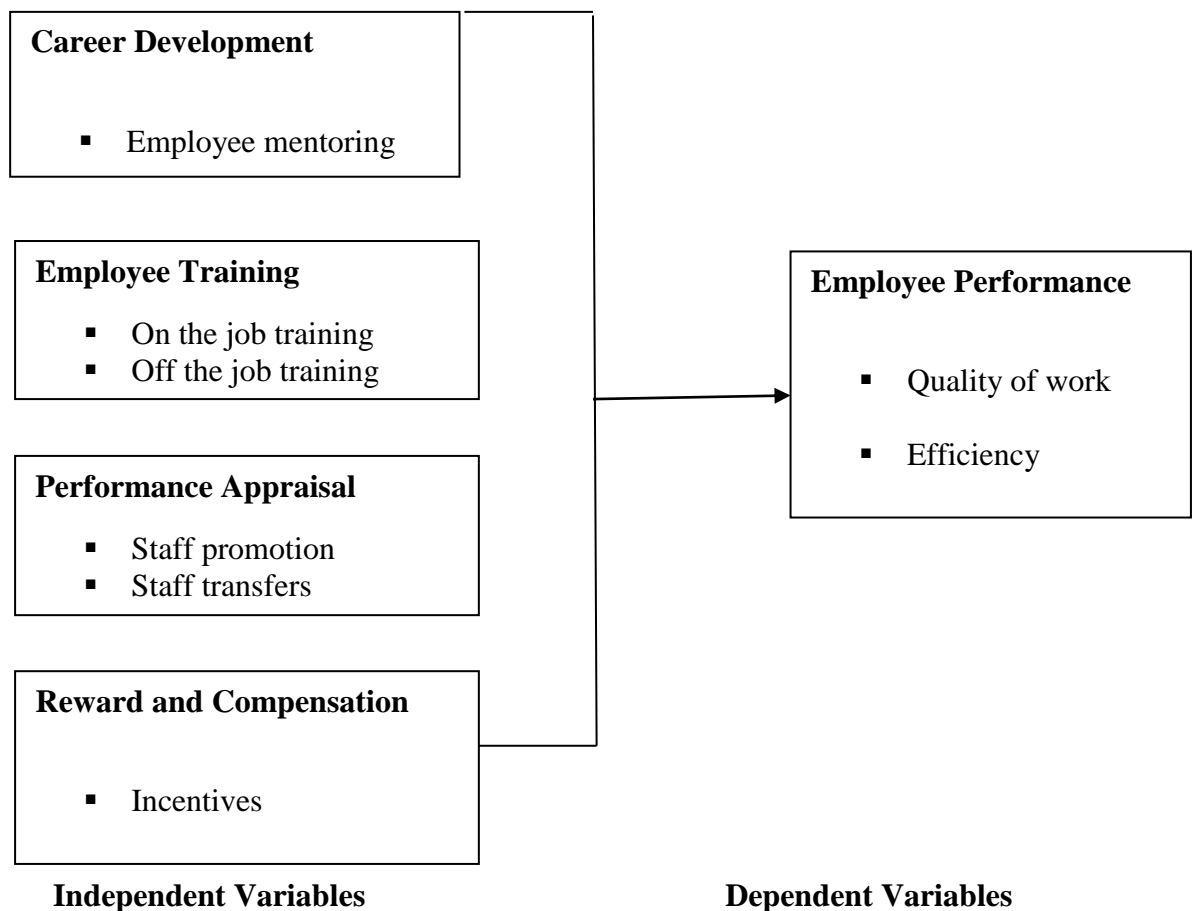 Career Development
▪ Employee mentoring
Employee Training
▪ On the job training
▪ Off the job training
Performance Appraisal
▪ Staff promotion
▪ Staff transfers
Reward and Compensation
▪ Incentives
Independent Variables
Employee Performance
▪ Quality of work
▪ Efficiency
Dependent Variables